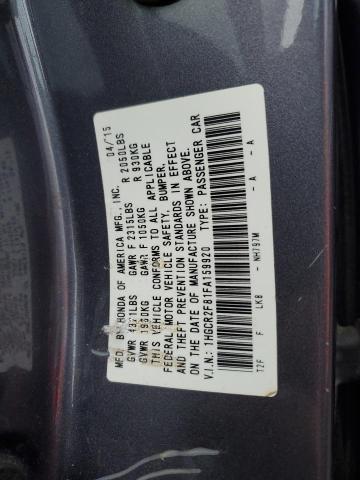 MFD. BY HONDA OF AMERICA MFG., INC. 04/15
GVWR 4321LBS GAWR F 2315LBS R 2050LBS
GVWR 1960KG GAWR F 1050KG R 930KG
THIS VEHICLE CONFORMS TO ALL APPLICABLE
FEDERAL MOTOR VEHICLE SAFETY, BUMPER,
AND THEFT PREVENTION STANDARDS IN EFFECT
ON THE DATE OF MANUFACTURE SHOWN ABOVE.
V.I.N.: 1HGCR2F81FA159920 TYPE: PASSENGER CAR
T2F F LKB - NH797M - A - A